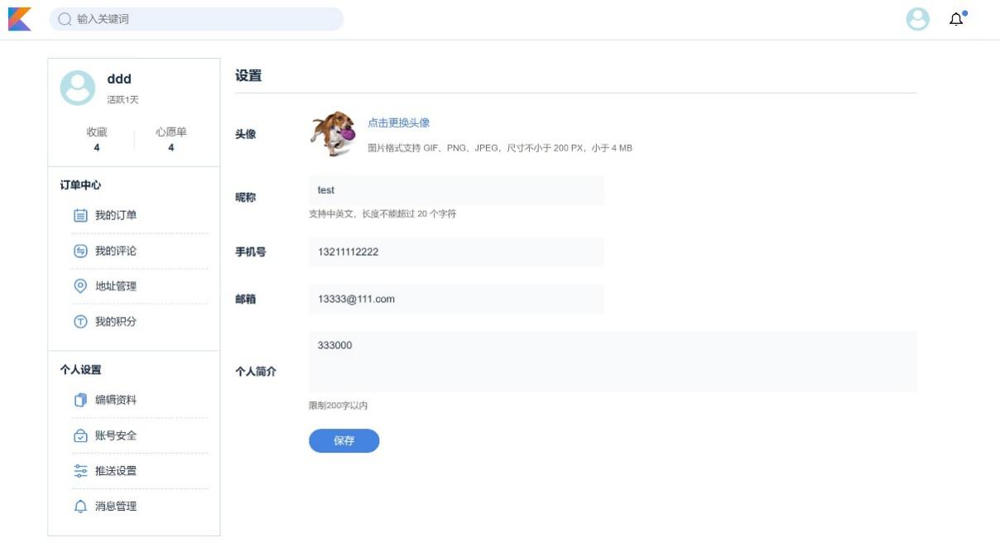 输入关键词
ddd
活跃1天
收藏 心愿单
4 4
订单中心
我的订单
我的评论
地址管理
我的积分
个人设置
编辑资料
账号安全
推送设置
消息管理
设置
头像
点击更换头像
图片格式支持 GIF、PNG、JPEG，尺寸不小于 200 PX，小于 4 MB
昵称
test
支持中英文，长度不能超过 20 个字符
手机号
13211112222
邮箱
13333@111.com
个人简介
333000
限制200字以内
保存